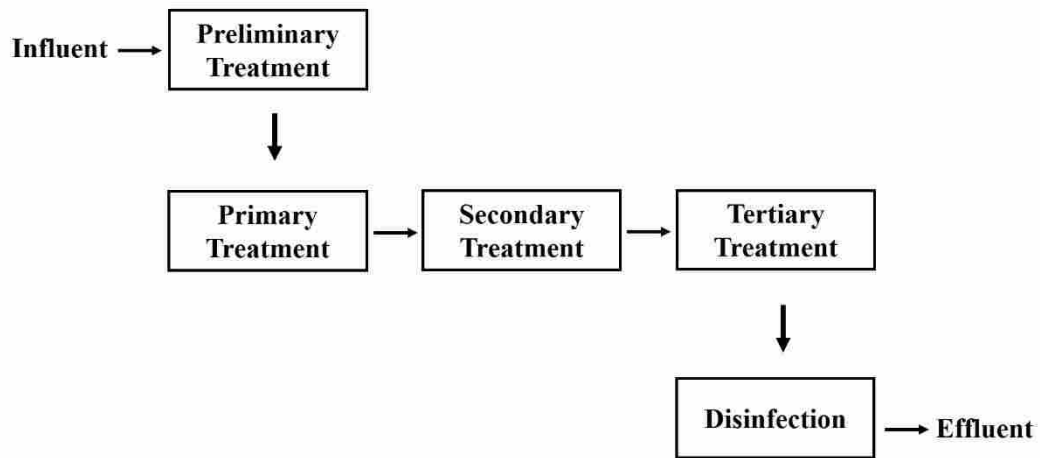 Influent
Preliminary
Treatment
Primary
Treatment
Secondary
Treatment
Tertiary
Treatment
Disinfection
Effluent